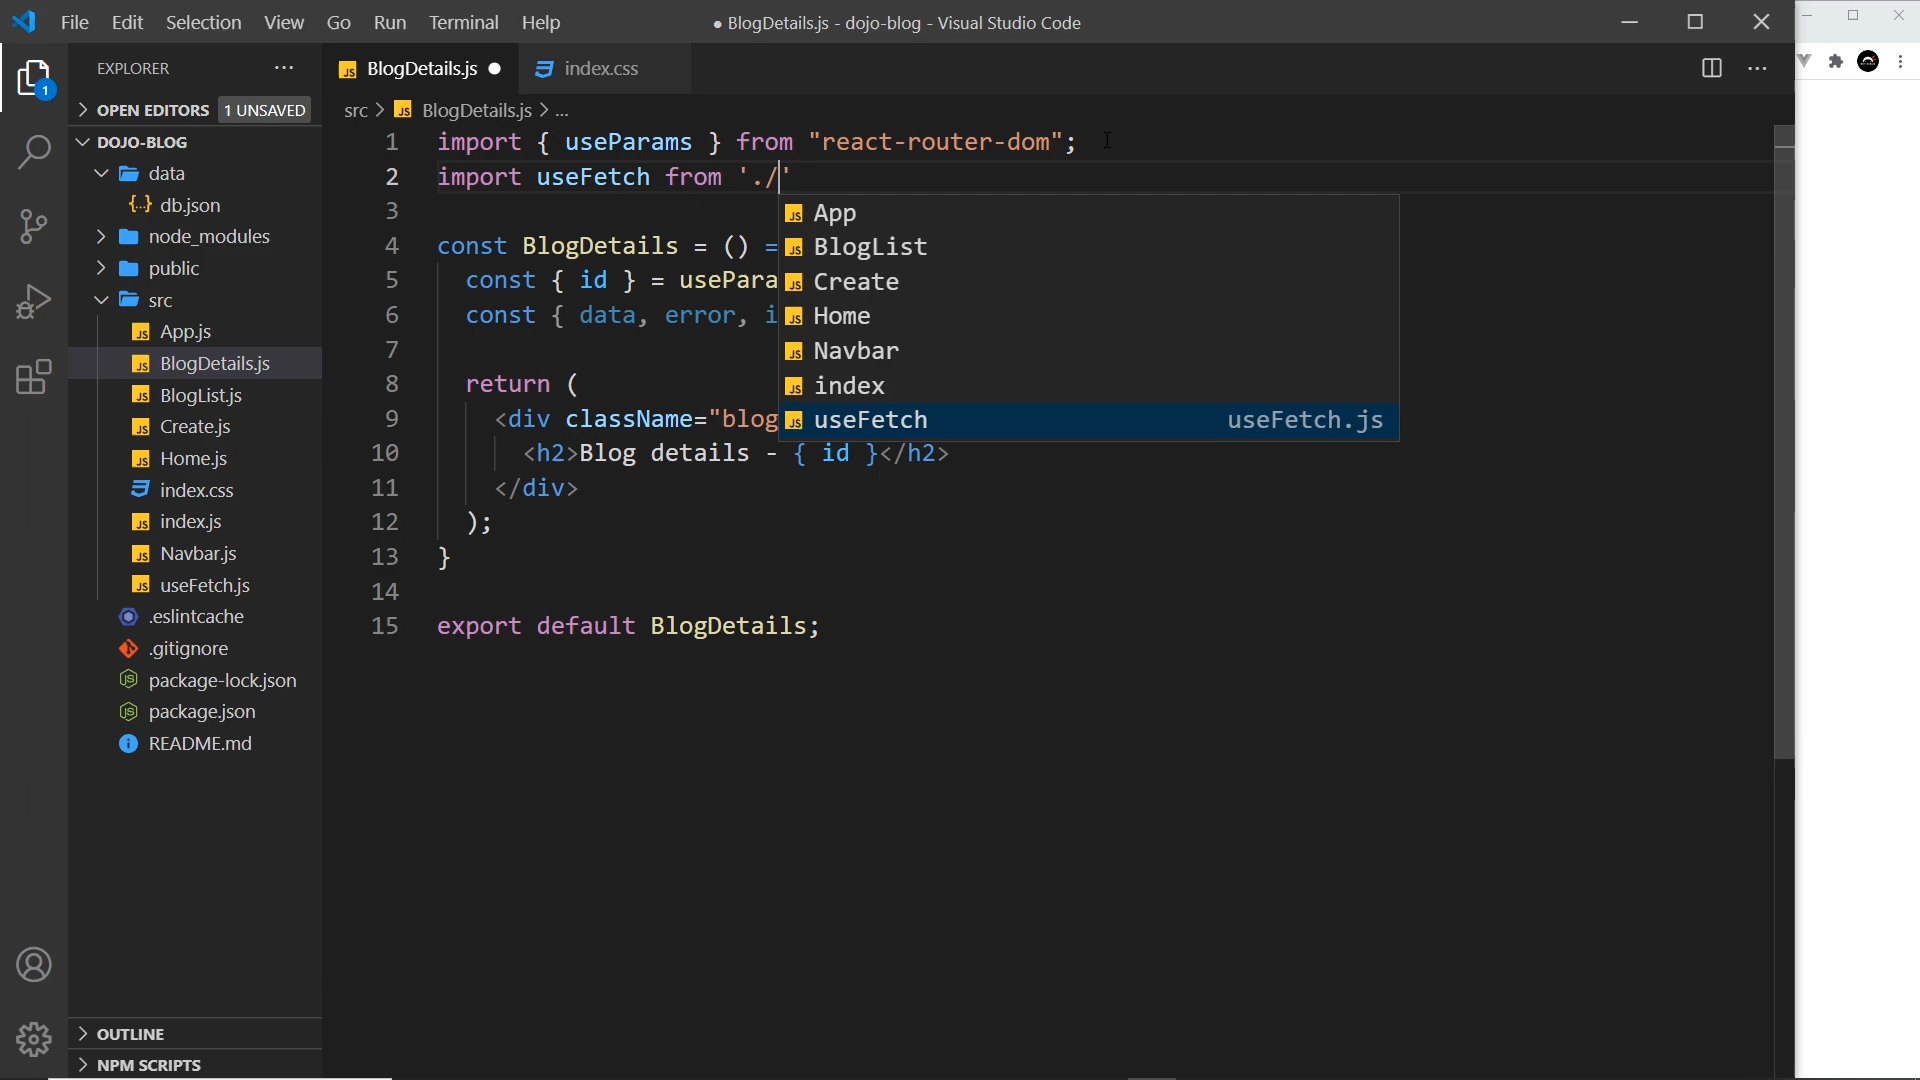 File Edit Selection View Go Run Terminal Help
● BlogDetails.js - dojo-blog - Visual Studio Code
EXPLORER
OPEN EDITORS 1 UNSAVED
DOJO-BLOG
data
db.json
node_modules
public
src
App.js
BlogDetails.js
BlogList.js
Create.js
Home.js
index.css
index.js
Navbar.js
useFetch.js
.eslintcache
.gitignore
package-lock.json
package.json
README.md
OUTLINE
NPM SCRIPTS
1
BlogDetails.js ● index.css
src > BlogDetails.js > ...
1 import { useParams } from "react-router-dom";
2 import useFetch from './'
3
4 const BlogDetails = () =
5 const { id } = usePara
6 const { data, error, i
7
8 return (
9 <div className="blog
10 <h2>Blog details - { id }</h2>
11 </div>
12 );
13 }
14
15 export default BlogDetails;
App
BlogList
Create
Home
Navbar
index
useFetch useFetch.js